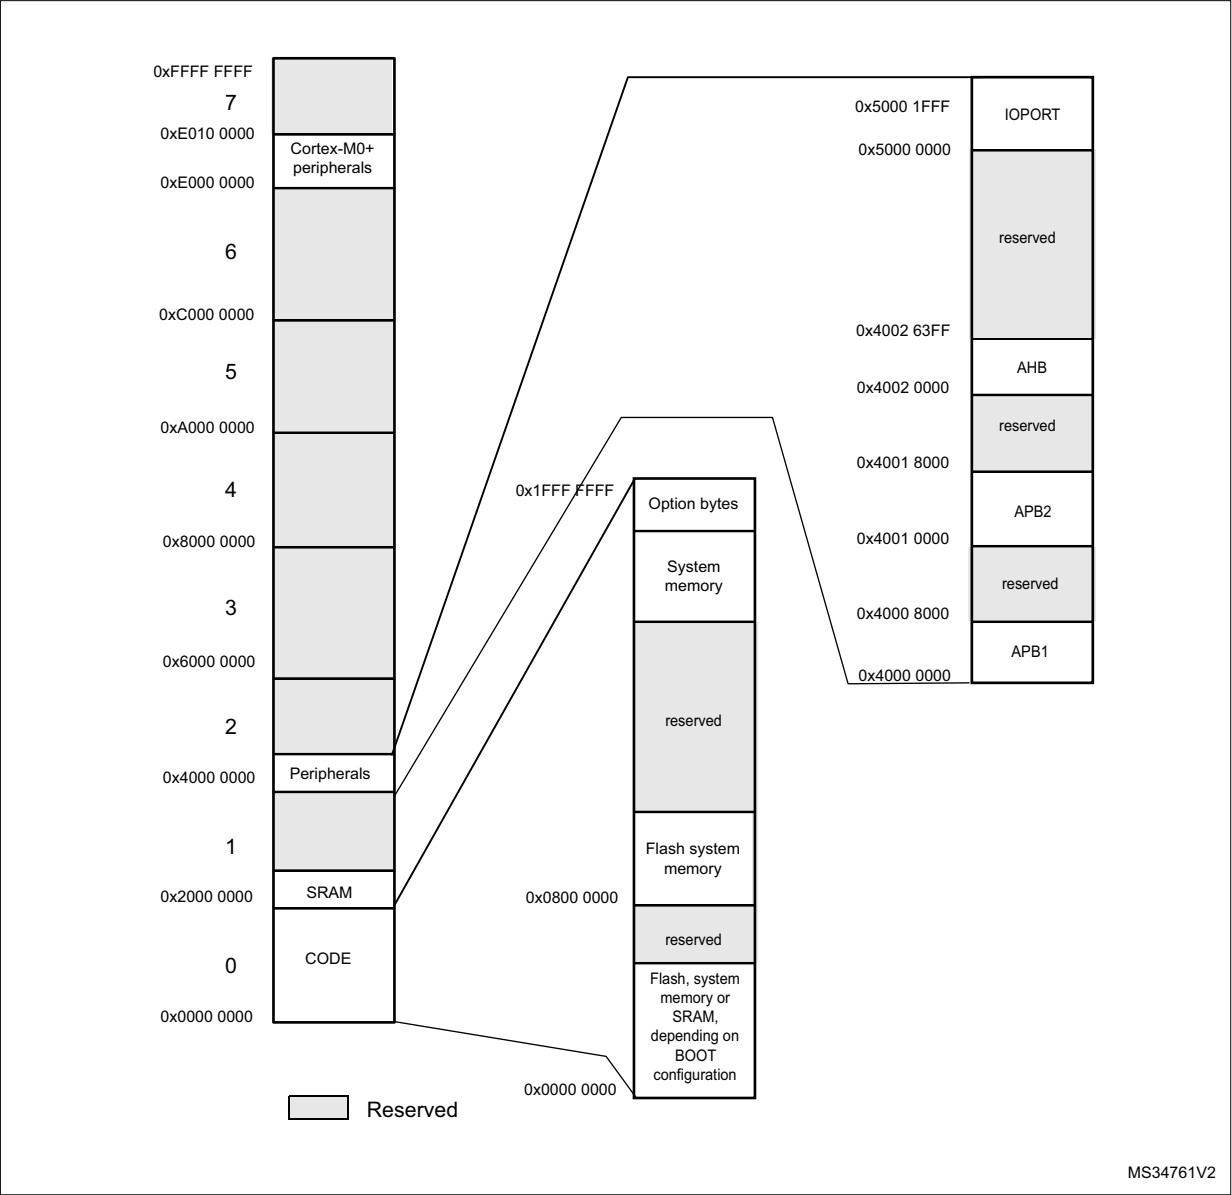 0xFFFF FFFF
7
0xE010 0000
Cortex-M0+
peripherals
0xE000 0000
6
0xC000 0000
5
0xA000 0000
4
0x8000 0000
3
0x6000 0000
2
Peripherals
0x4000 0000
1
SRAM
0x2000 0000
CODE
0
0x0000 0000
Reserved
0x1FFF FFFF
Option bytes
System
memory
reserved
Flash system
memory
0x0800 0000
reserved
Flash, system
memory or
SRAM,
depending on
BOOT
configuration
0x0000 0000
0x5000 1FFF
IOPORT
0x5000 0000
reserved
0x4002 63FF
AHB
0x4002 0000
reserved
0x4001 8000
APB2
0x4001 0000
reserved
0x4000 8000
APB1
0x4000 0000
MS34761V2